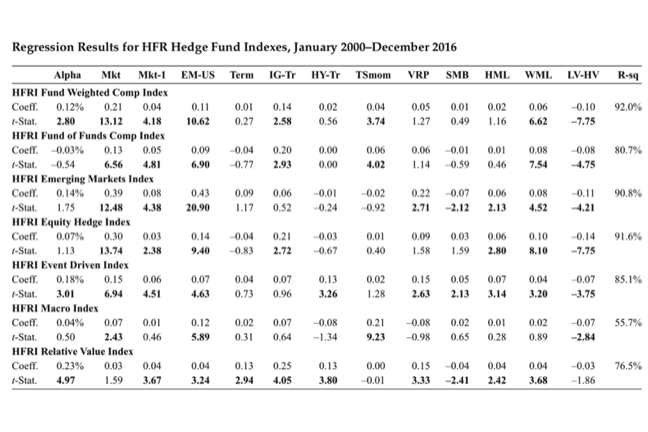 Regression Results for HFR Hedge Fund Indexes, January 2000–December 2016
Alpha Mkt Mkt-1 EM-US Term IG-Tr HY-Tr TSmom VRP SMB HML WML LV-HV R-sq
HFRI Fund Weighted Comp Index
Coeff. 0.12% 0.21 0.04 0.11 0.01 0.14 0.02 0.04 0.05 0.01 0.02 0.06 −0.10 92.0%
t-Stat. 2.80 13.12 4.18 10.62 0.27 2.58 0.56 3.74 1.27 0.49 1.16 6.62 −7.75
HFRI Fund of Funds Comp Index
Coeff. −0.03% 0.13 0.05 0.09 −0.04 0.20 0.00 0.06 0.06 −0.01 0.01 0.08 −0.08 80.7%
t-Stat. −0.54 6.56 4.81 6.90 −0.77 2.93 0.00 4.02 1.14 −0.59 0.46 7.54 −4.75
HFRI Emerging Markets Index
Coeff. 0.14% 0.39 0.08 0.43 0.09 0.06 −0.01 −0.02 0.22 −0.07 0.06 0.08 −0.11 90.8%
t-Stat. 1.75 12.48 4.38 20.90 1.17 0.52 −0.24 −0.92 2.71 −2.12 2.13 4.52 −4.21
HFRI Equity Hedge Index
Coeff. 0.07% 0.30 0.03 0.14 −0.04 0.21 −0.03 0.01 0.09 0.03 0.06 0.10 −0.14 91.6%
t-Stat. 1.13 13.74 2.38 9.40 −0.83 2.72 −0.67 0.40 1.58 1.59 2.80 8.10 −7.75
HFRI Event Driven Index
Coeff. 0.18% 0.15 0.06 0.07 0.04 0.07 0.13 0.02 0.15 0.05 0.07 0.04 −0.07 85.1%
t-Stat. 3.01 6.94 4.51 4.63 0.73 0.96 3.26 1.28 2.63 2.13 3.14 3.20 −3.75
HFRI Macro Index
Coeff. 0.04% 0.07 0.01 0.12 0.02 0.07 −0.08 0.21 −0.08 0.02 0.01 0.02 −0.07 55.7%
t-Stat. 0.50 2.43 0.46 5.89 0.31 0.64 −1.34 9.23 −0.98 0.65 0.28 0.89 −2.84
HFRI Relative Value Index
Coeff. 0.23% 0.03 0.04 0.04 0.13 0.25 0.13 0.00 0.15 −0.04 0.04 0.04 −0.03 76.5%
t-Stat. 4.97 1.59 3.67 3.24 2.94 4.05 3.80 −0.01 3.33 −2.41 2.42 3.68 −1.86